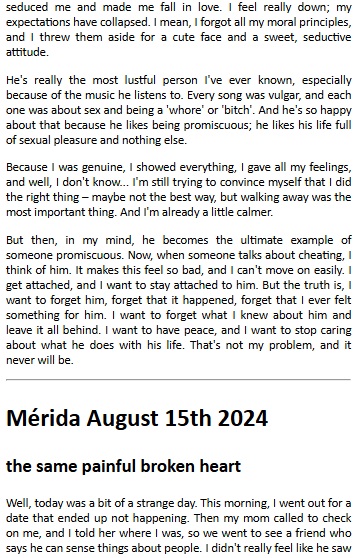 seduced me and made me fall in love. I feel really down; my
expectations have collapsed. I mean, I forgot all my moral principles,
and I threw them aside for a cute face and a sweet, seductive
attitude.
He's really the most lustful person I've ever known, especially
because of the music he listens to. Every song was vulgar, and each
one was about sex and being a 'whore' or 'bitch'. And he's so happy
about that because he likes being promiscuous; he likes his life full
of sexual pleasure and nothing else.
Because I was genuine, I showed everything, I gave all my feelings,
and well, I don't know... I'm still trying to convince myself that I did
the right thing – maybe not the best way, but walking away was the
most important thing. And I'm already a little calmer.
But then, in my mind, he becomes the ultimate example of
someone promiscuous. Now, when someone talks about cheating, I
think of him. It makes this feel so bad, and I can't move on easily. I
get attached, and I want to stay attached to him. But the truth is, I
want to forget him, forget that it happened, forget that I ever felt
something for him. I want to forget what I knew about him and
leave it all behind. I want to have peace, and I want to stop caring
about what he does with his life. That's not my problem, and it
never will be.
Mérida August 15th 2024
the same painful broken heart
Well, today was a bit of a strange day. This morning, I went out for a
date that ended up not happening. Then my mom called to check
on me, and I told her where I was, so we went to see a friend who
says he can sense things about people. I didn't really feel like he saw